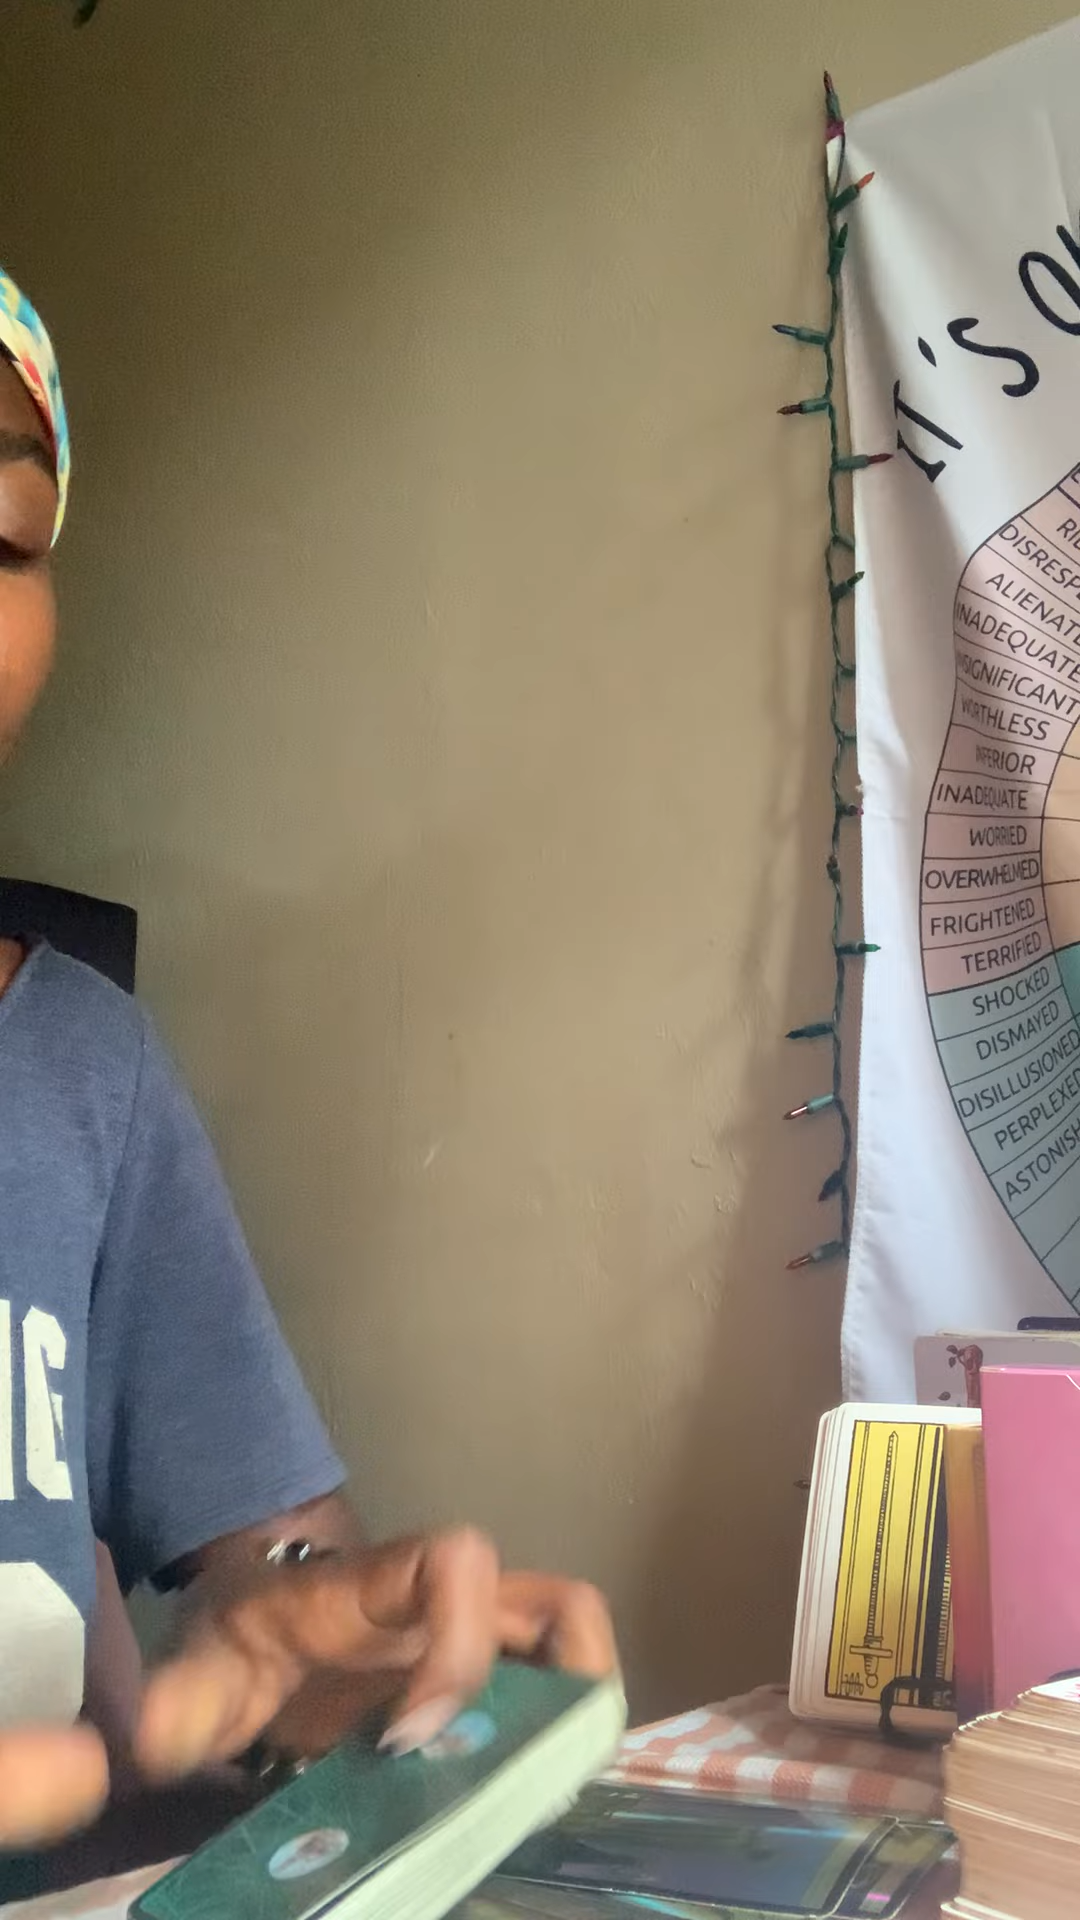 IT'S O
DISRESP
ALIENATE
INADEQUATE
INSIGNIFICANT
WORTHLESS
INFERIOR
INADEQUATE
WORRIED
OVERWHELMED
FRIGHTENED
TERRIFIED
SHOCKED
DISMAYED
DISILLUSIONED
PERPLEXED
ASTONISH